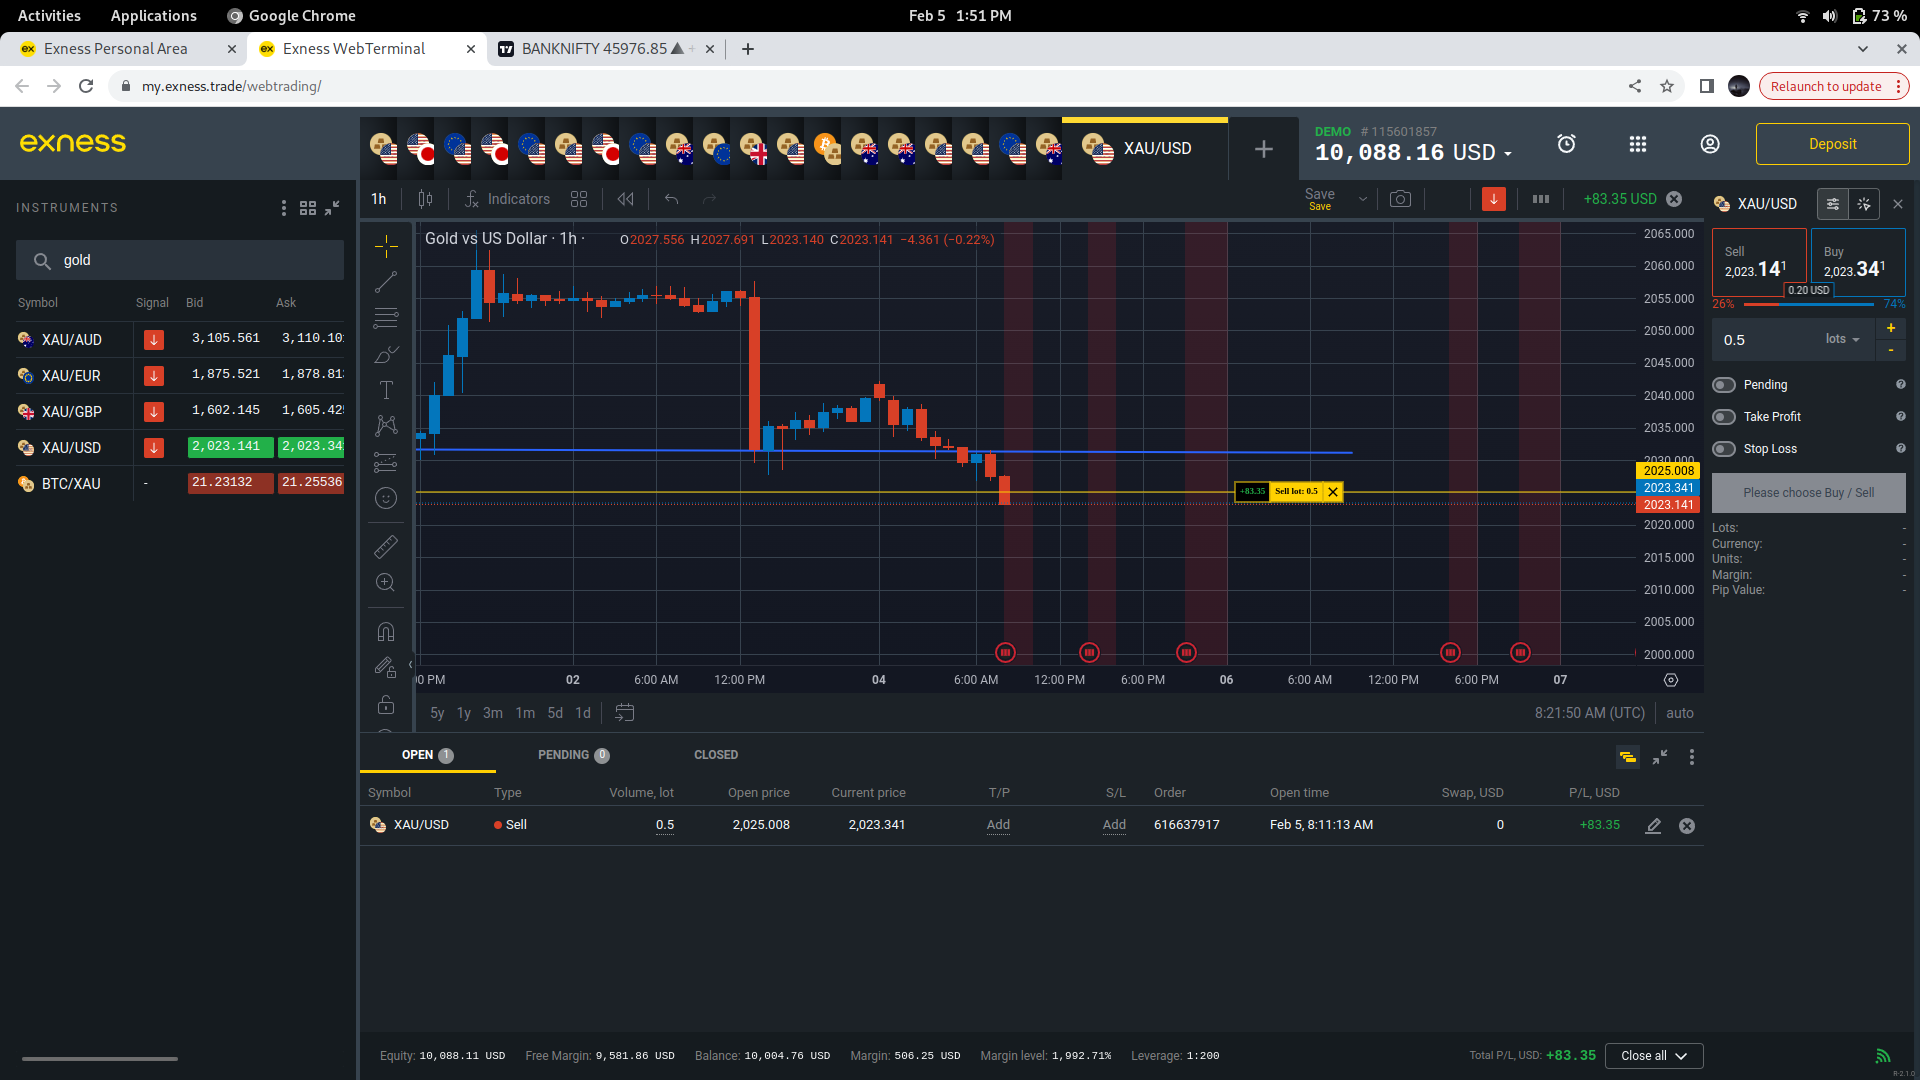 Activities Applications Google Chrome Feb 5 1:51 PM 73 %
Exness Personal Area Exness WebTerminal BANKNIFTY 45976.85
my.exness.trade/webtrading/ Relaunch to update
exness XAU/USD DEMO # 115601857
10,088.16 USD Deposit
INSTRUMENTS
1h Indicators Save
Save
+83.35 USD XAU/USD
gold
Gold vs US Dollar · 1h · O2027.556 H2027.691 L2023.140 C2023.141 −4.361 (−0.22%)
Symbol Signal Bid Ask
XAU/AUD 3,105.561 3,110.10
XAU/EUR 1,875.521 1,878.81
XAU/GBP 1,602.145 1,605.42
XAU/USD 2,023.141 2,023.34
BTC/XAU - 21.23132 21.25536
2065.000
2060.000
2055.000
2050.000
2045.000
2040.000
2035.000
2030.000
2025.008
2023.341
2023.141
2020.000
2015.000
2010.000
2005.000
2000.000
+83.35 Sell lot: 0.5
:00 PM 02 6:00 AM 12:00 PM 04 6:00 AM 12:00 PM 6:00 PM 06 6:00 AM 12:00 PM 6:00 PM 07
5y 1y 3m 1m 5d 1d 8:21:50 AM (UTC) auto
Sell Buy
2,023.141 2,023.341
0.20 USD
26% 74%
0.5 lots + -
Pending
Take Profit
Stop Loss
Please choose Buy / Sell
Lots: -
Currency: -
Units: -
Margin: -
Pip Value: -
OPEN 1 PENDING 0 CLOSED
Symbol Type Volume, lot Open price Current price T/P S/L Order Open time Swap, USD P/L, USD
XAU/USD Sell 0.5 2,025.008 2,023.341 Add Add 616637917 Feb 5, 8:11:13 AM 0 +83.35
Equity: 10,088.11 USD Free Margin: 9,581.86 USD Balance: 10,004.76 USD Margin: 506.25 USD Margin level: 1,992.71% Leverage: 1:200 Total P/L, USD: +83.35 Close all
R-2.1.0